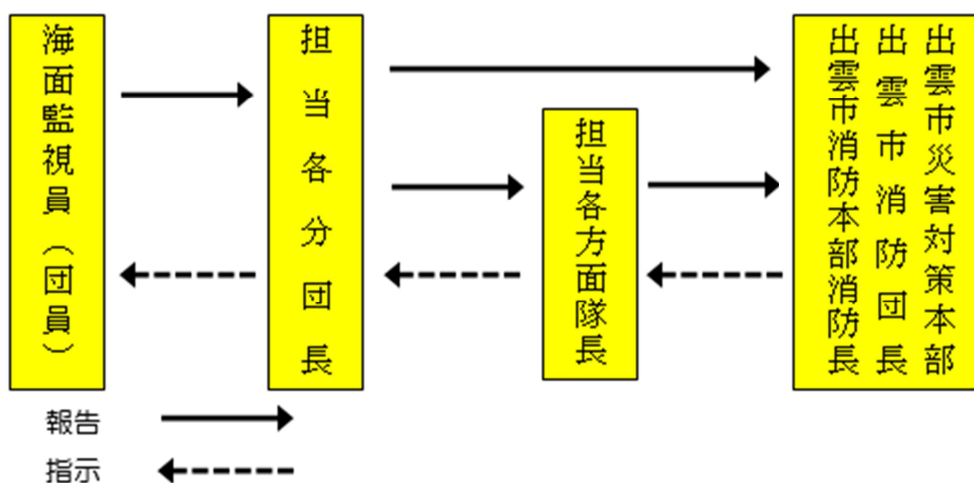 海面監視員（団員）
担当各分団長
担当各方面隊長
出雲市災害対策本部
出雲市消防団長
出雲市消防本部消防長
報告
指示